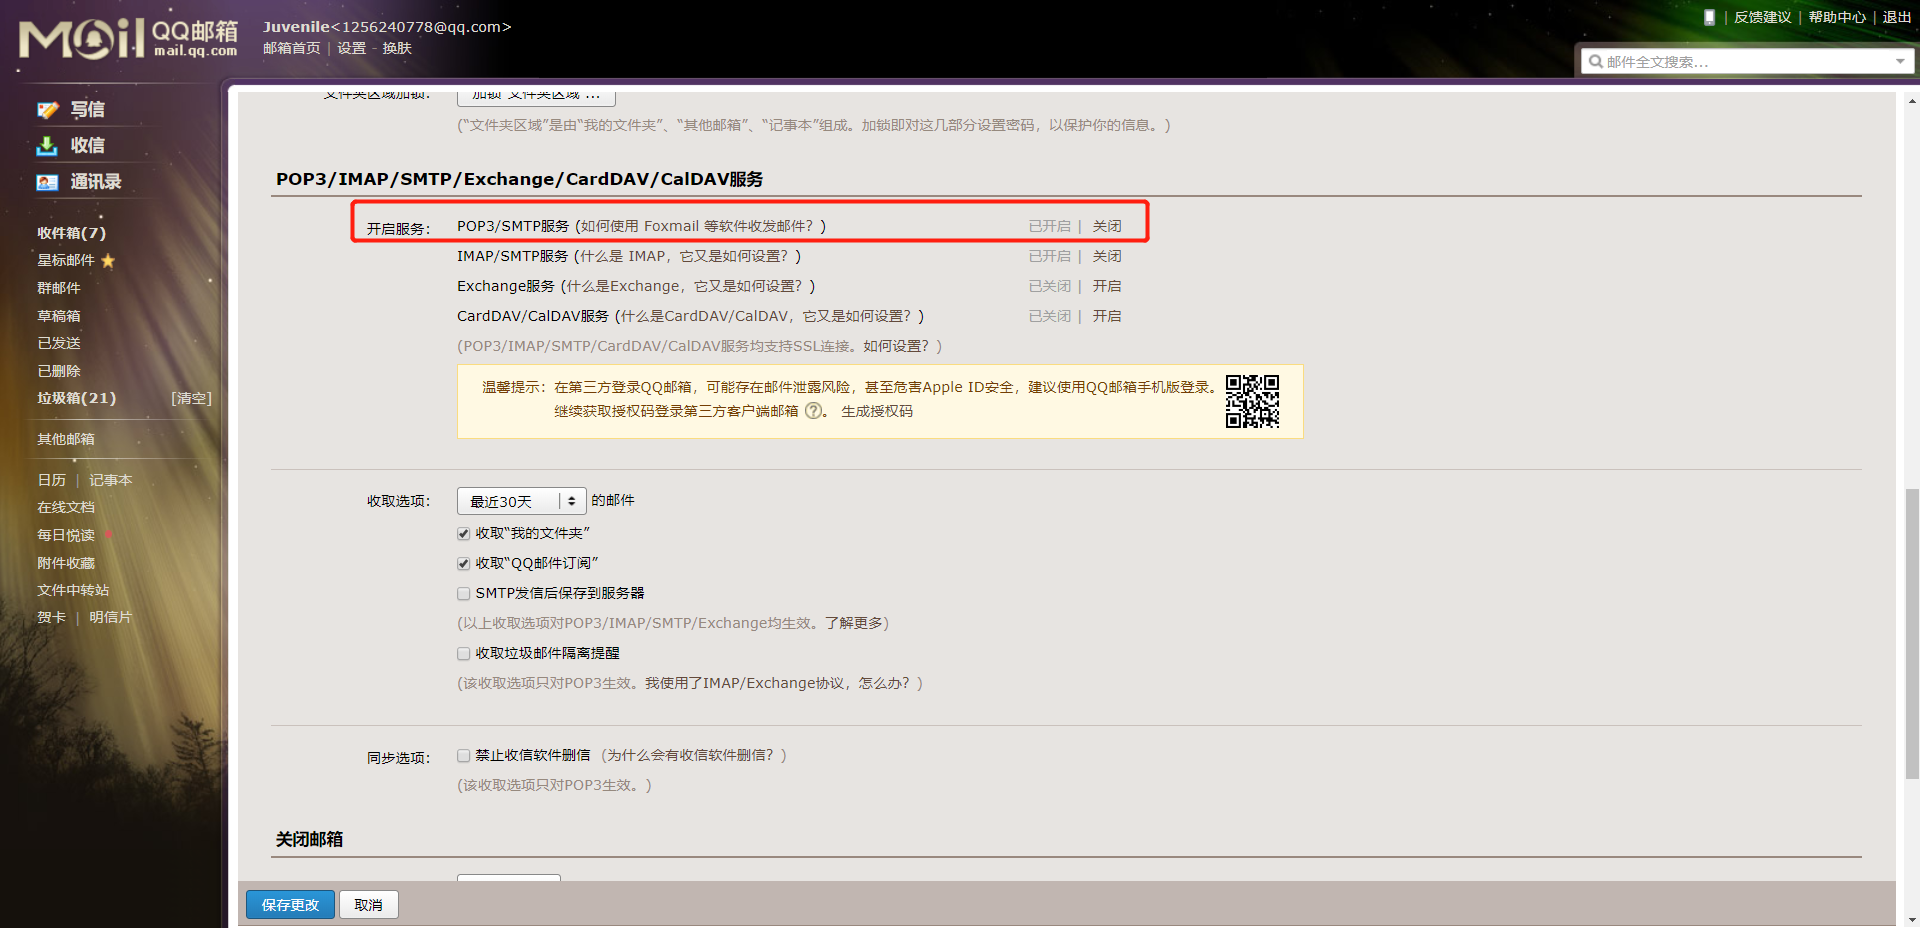 MOil QQ邮箱
mail.qq.com
Juvenile<1256240778@qq.com>
邮箱首页 | 设置 - 换肤
| 反馈建议 | 帮助中心 | 退出
邮件全文搜索...
写信
收信
通讯录
收件箱(7)
星标邮件
群邮件
草稿箱
已发送
已删除
垃圾箱(21) [清空]
其他邮箱
日历 | 记事本
在线文档
每日悦读
附件收藏
文件中转站
贺卡 | 明信片
文件夹区域加锁: 加锁“文件夹区域”...
(“文件夹区域”是由“我的文件夹”、“其他邮箱”、“记事本”组成。加锁即对这几部分设置密码，以保护你的信息。)
POP3/IMAP/SMTP/Exchange/CardDAV/CalDAV服务
开启服务: POP3/SMTP服务 (如何使用 Foxmail 等软件收发邮件？) 已开启 | 关闭
IMAP/SMTP服务 (什么是 IMAP，它又是如何设置？) 已开启 | 关闭
Exchange服务 (什么是Exchange，它又是如何设置？) 已关闭 | 开启
CardDAV/CalDAV服务 (什么是CardDAV/CalDAV，它又是如何设置？) 已关闭 | 开启
(POP3/IMAP/SMTP/CardDAV/CalDAV服务均支持SSL连接。如何设置？)
温馨提示：在第三方登录QQ邮箱，可能存在邮件泄露风险，甚至危害Apple ID安全，建议使用QQ邮箱手机版登录。
继续获取授权码登录第三方客户端邮箱 ?。 生成授权码
收取选项: 最近30天 的邮件
收取“我的文件夹”
收取“QQ邮件订阅”
SMTP发信后保存到服务器
(以上收取选项对POP3/IMAP/SMTP/Exchange均生效。了解更多)
收取垃圾邮件隔离提醒
(该收取选项只对POP3生效。我使用了IMAP/Exchange协议，怎么办？)
同步选项: 禁止收信软件删信 (为什么会有收信软件删信？)
(该收取选项只对POP3生效。)
关闭邮箱
保存更改 取消